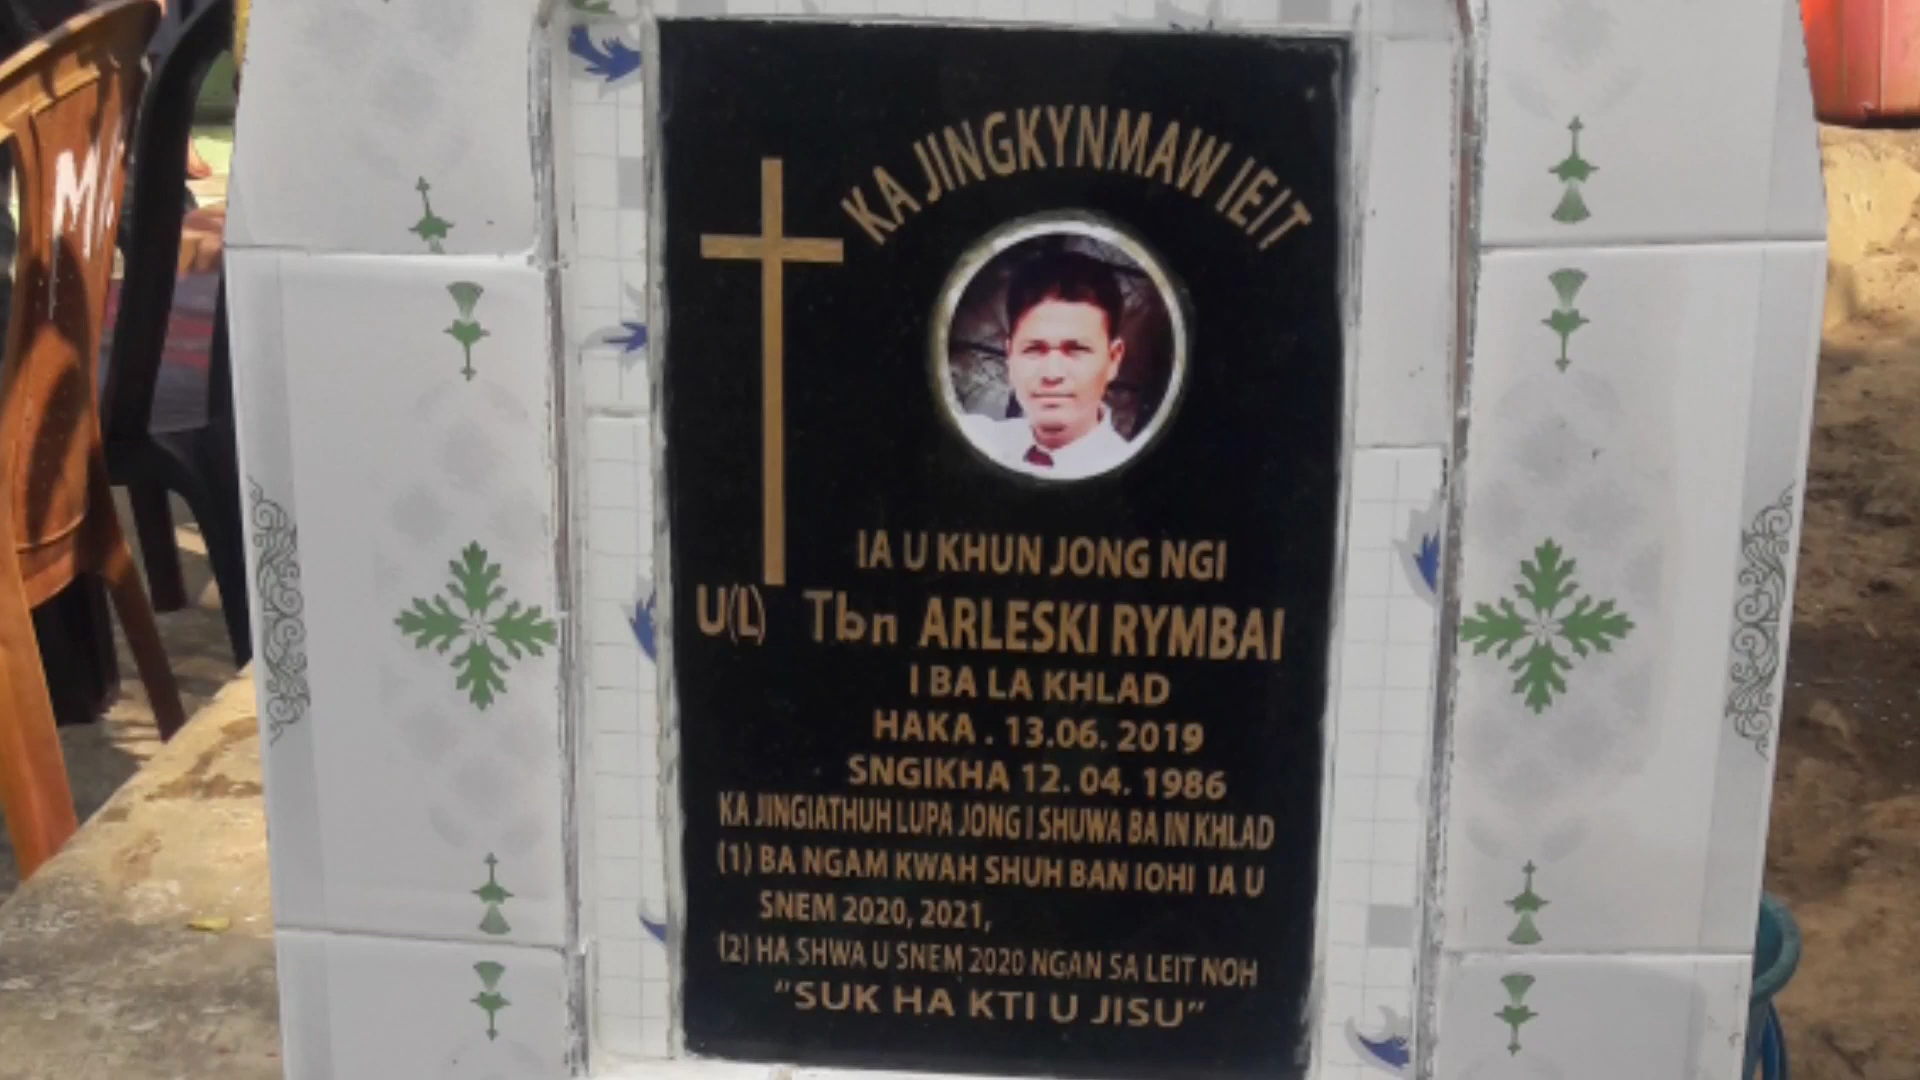 KA JINGKYNMAW IEIT
IA U KHUN JONG NGI
U(L) Tbn ARLESKI RYMBAI
I BA LA KHLAD
HAKA . 13.06. 2019
SNGIKHA 12. 04. 1986
KA JINGIATHUH LUPA JONG I SHUWA BA IN KHLAD
(1) BA NGAM KWAH SHUH BAN IOHI IA U
SNEM 2020, 2021,
(2) HA SHWA U SNEM 2020 NGAN SA LEIT NOH
"SUK HA KTI U JISU"